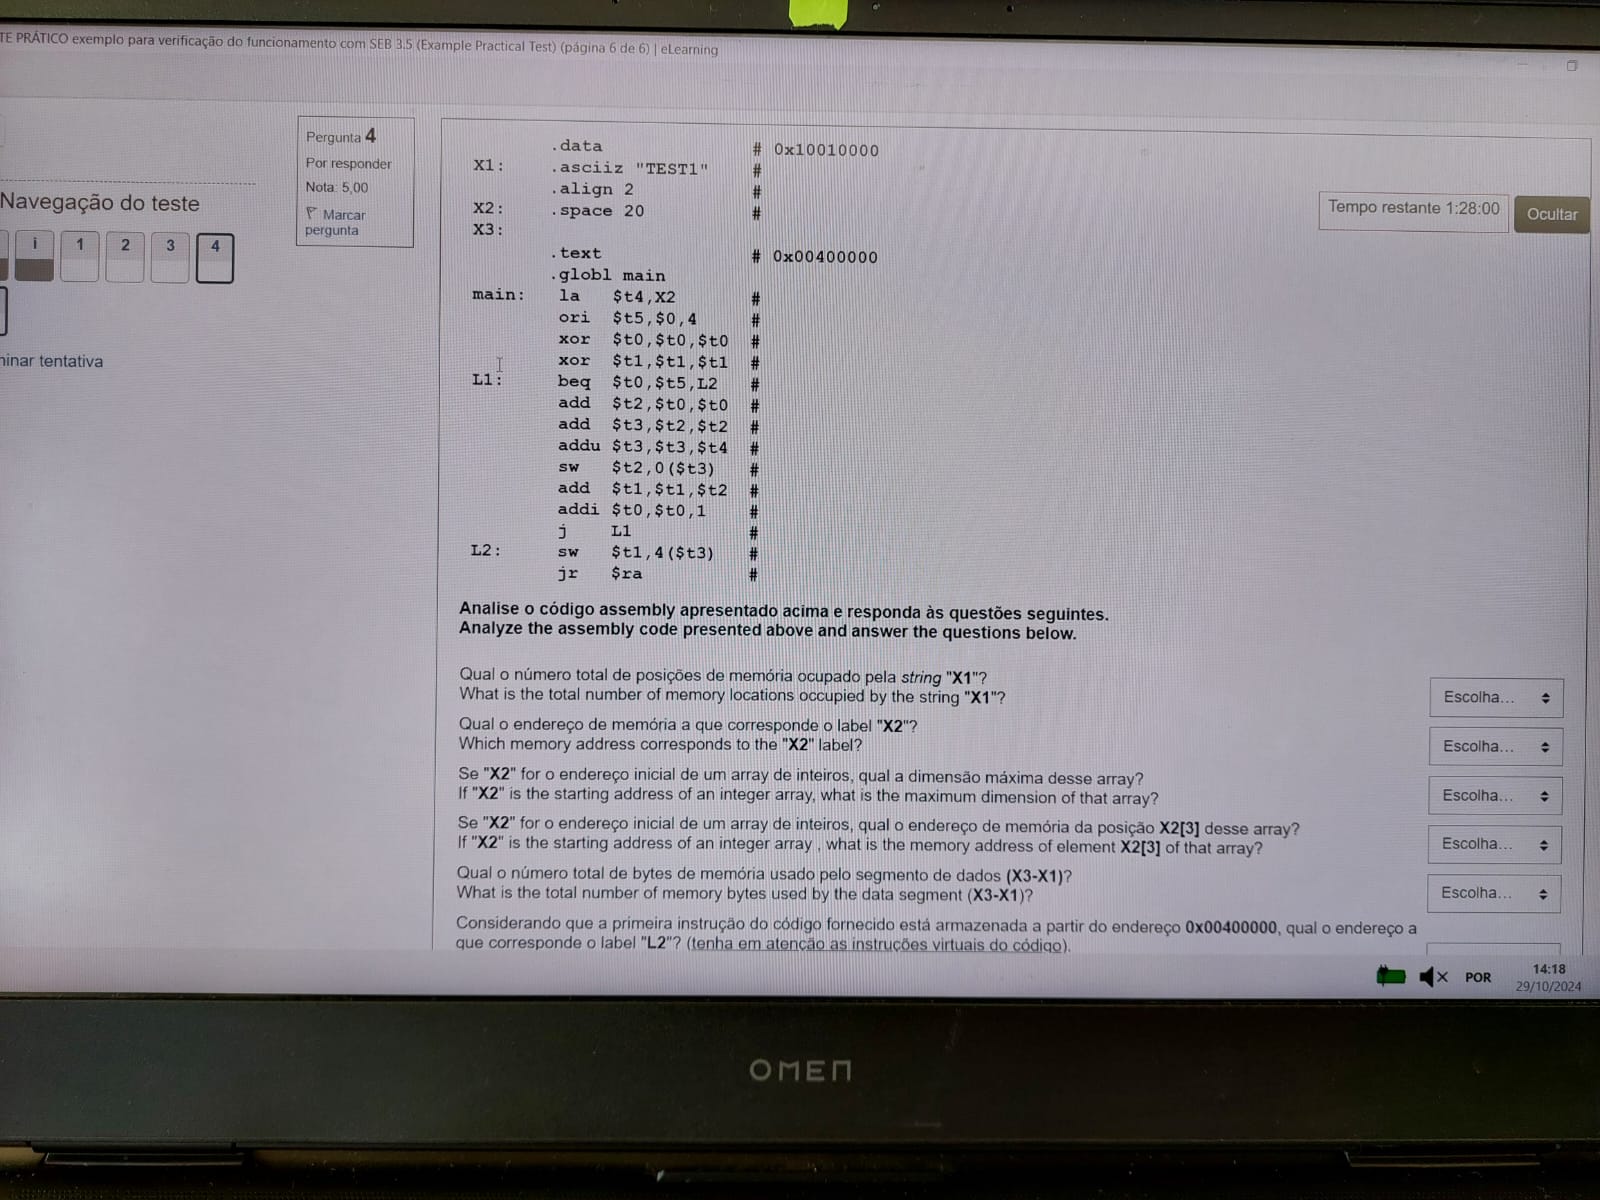 TE PRÁTICO exemplo para verificação do funcionamento com SEB 3.5 (Example Practical Test) (página 6 de 6) | eLearning
Navegação do teste
i 1 2 3 4
inar tentativa
Pergunta 4
Por responder
Nota: 5,00
Marcar
pergunta
Tempo restante 1:28:00
Ocultar
.data # 0x10010000
X1: .asciiz "TEST1" #
.align 2 #
X2: .space 20 #
X3:
.text # 0x00400000
.globl main
main: la $t4,X2 #
ori $t5,$0,4 #
xor $t0,$t0,$t0 #
xor $t1,$t1,$t1 #
L1: beq $t0,$t5,L2 #
add $t2,$t0,$t0 #
add $t3,$t2,$t2 #
addu $t3,$t3,$t4 #
sw $t2,0($t3) #
add $t1,$t1,$t2 #
addi $t0,$t0,1 #
j L1 #
L2: sw $t1,4($t3) #
jr $ra #
Analise o código assembly apresentado acima e responda às questões seguintes.
Analyze the assembly code presented above and answer the questions below.
Qual o número total de posições de memória ocupado pela string "X1"?
What is the total number of memory locations occupied by the string "X1"?
Escolha...
Qual o endereço de memória a que corresponde o label "X2"?
Which memory address corresponds to the "X2" label?
Escolha...
Se "X2" for o endereço inicial de um array de inteiros, qual a dimensão máxima desse array?
If "X2" is the starting address of an integer array, what is the maximum dimension of that array?
Escolha...
Se "X2" for o endereço inicial de um array de inteiros, qual o endereço de memória da posição X2[3] desse array?
If "X2" is the starting address of an integer array , what is the memory address of element X2[3] of that array?
Escolha...
Qual o número total de bytes de memória usado pelo segmento de dados (X3-X1)?
What is the total number of memory bytes used by the data segment (X3-X1)?
Escolha...
Considerando que a primeira instrução do código fornecido está armazenada a partir do endereço 0x00400000, qual o endereço a
que corresponde o label "L2"? (tenha em atenção as instruções virtuais do código).
POR
14:18
29/10/2024
OMEN